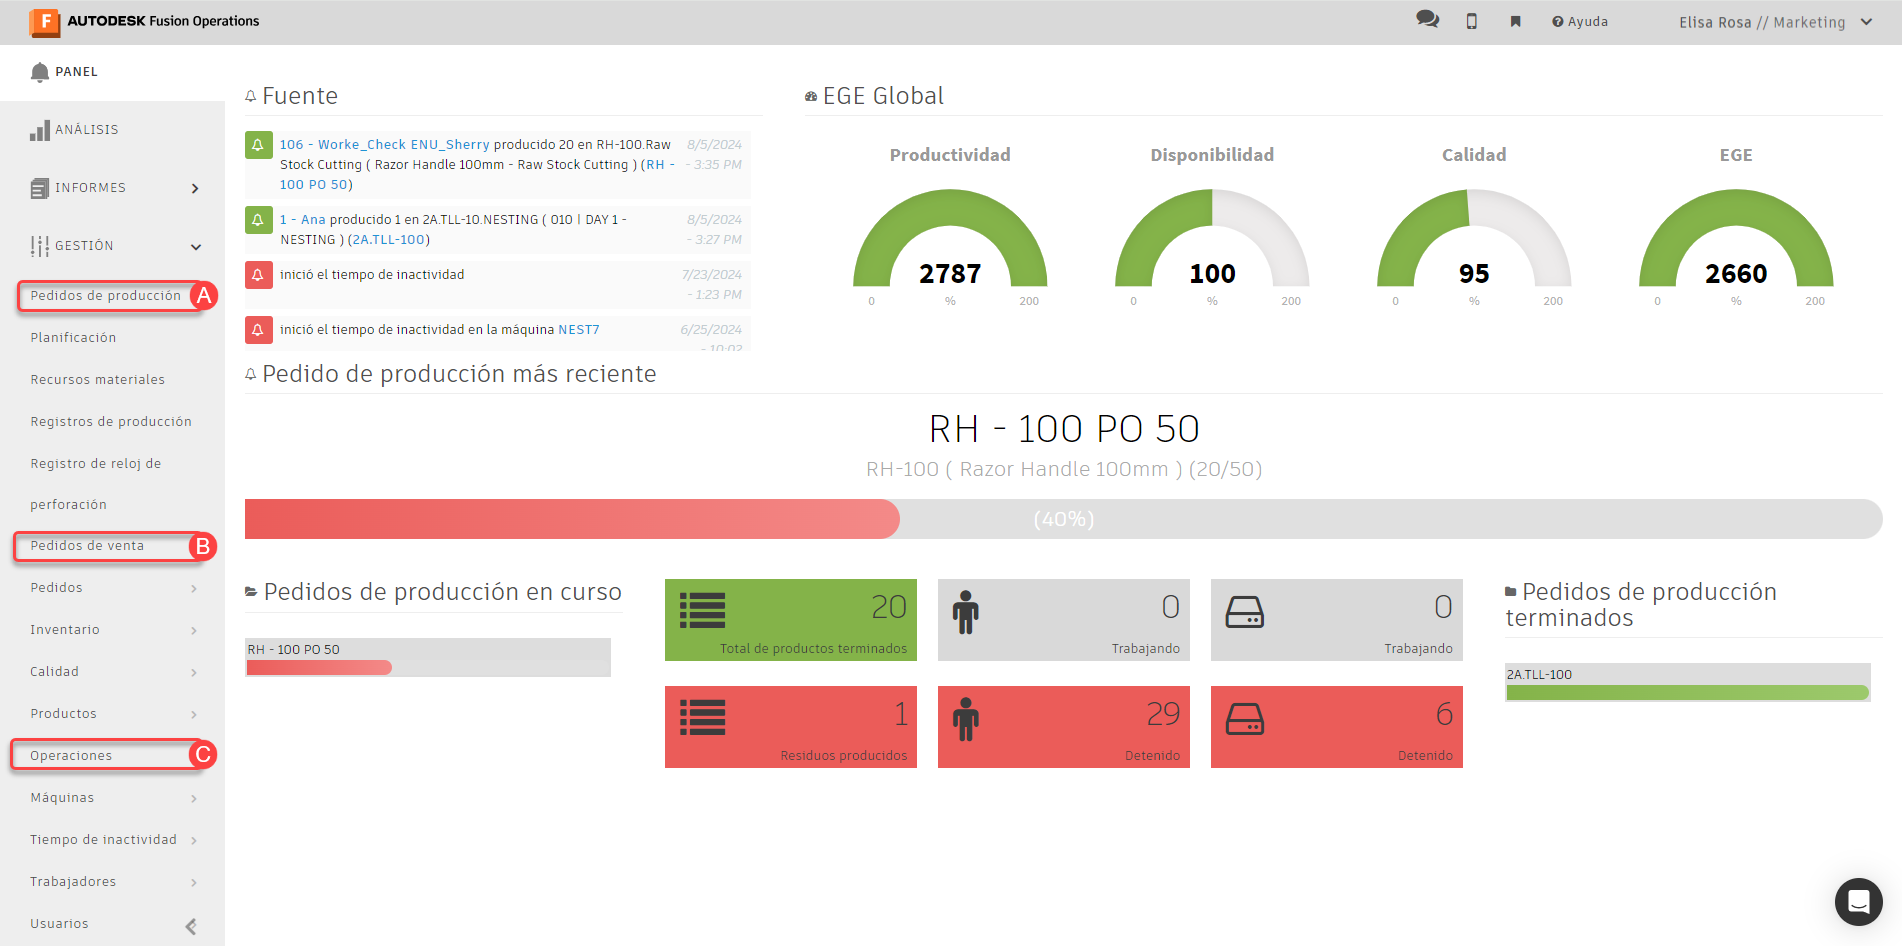 AUTODESK Fusion Operations
Ayuda
Elisa Rosa // Marketing
PANEL
ANÁLISIS
INFORMES
GESTIÓN
Pedidos de producción
A
Planificación
Recursos materiales
Registros de producción
Registro de reloj de
perforación
Pedidos de venta
B
Pedidos
Inventario
Calidad
Productos
Operaciones
C
Máquinas
Tiempo de inactividad
Trabajadores
Usuarios
Fuente
106 - Worke_Check ENU_Sherry producido 20 en RH-100.Raw
Stock Cutting ( Razor Handle 100mm - Raw Stock Cutting ) (RH -
100 PO 50)
8/5/2024
- 3:35 PM
1 - Ana producido 1 en 2A.TLL-10.NESTING ( 010 | DAY 1 -
NESTING ) (2A.TLL-100)
8/5/2024
- 3:27 PM
inició el tiempo de inactividad
7/23/2024
- 1:23 PM
inició el tiempo de inactividad en la máquina NEST7
6/25/2024
- 10:02
EGE Global
Productividad
2787
0 % 200
Disponibilidad
100
0 % 200
Calidad
95
0 % 200
EGE
2660
0 % 200
Pedido de producción más reciente
RH - 100 PO 50
RH-100 ( Razor Handle 100mm ) (20/50)
(40%)
Pedidos de producción en curso
RH - 100 PO 50
20
Total de productos terminados
0
Trabajando
0
Trabajando
1
Residuos producidos
29
Detenido
6
Detenido
Pedidos de producción
terminados
2A.TLL-100